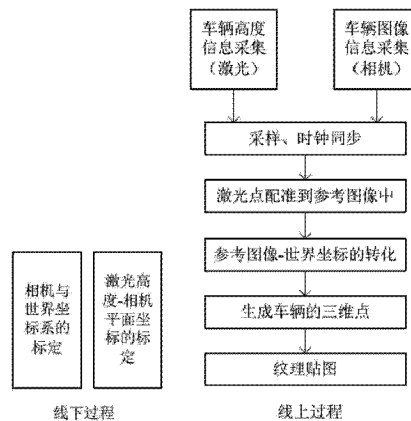 车辆高度
信息采集
（激光）
车辆图像
信息采集
（相机）
采样、时钟同步
激光点配准到参考图像中
参考图像-世界坐标的转化
生成车辆的三维点
纹理贴图
相机与
世界坐
标系的
标定
激光高
度-相机
平面坐
标的标
定
线下过程
线上过程